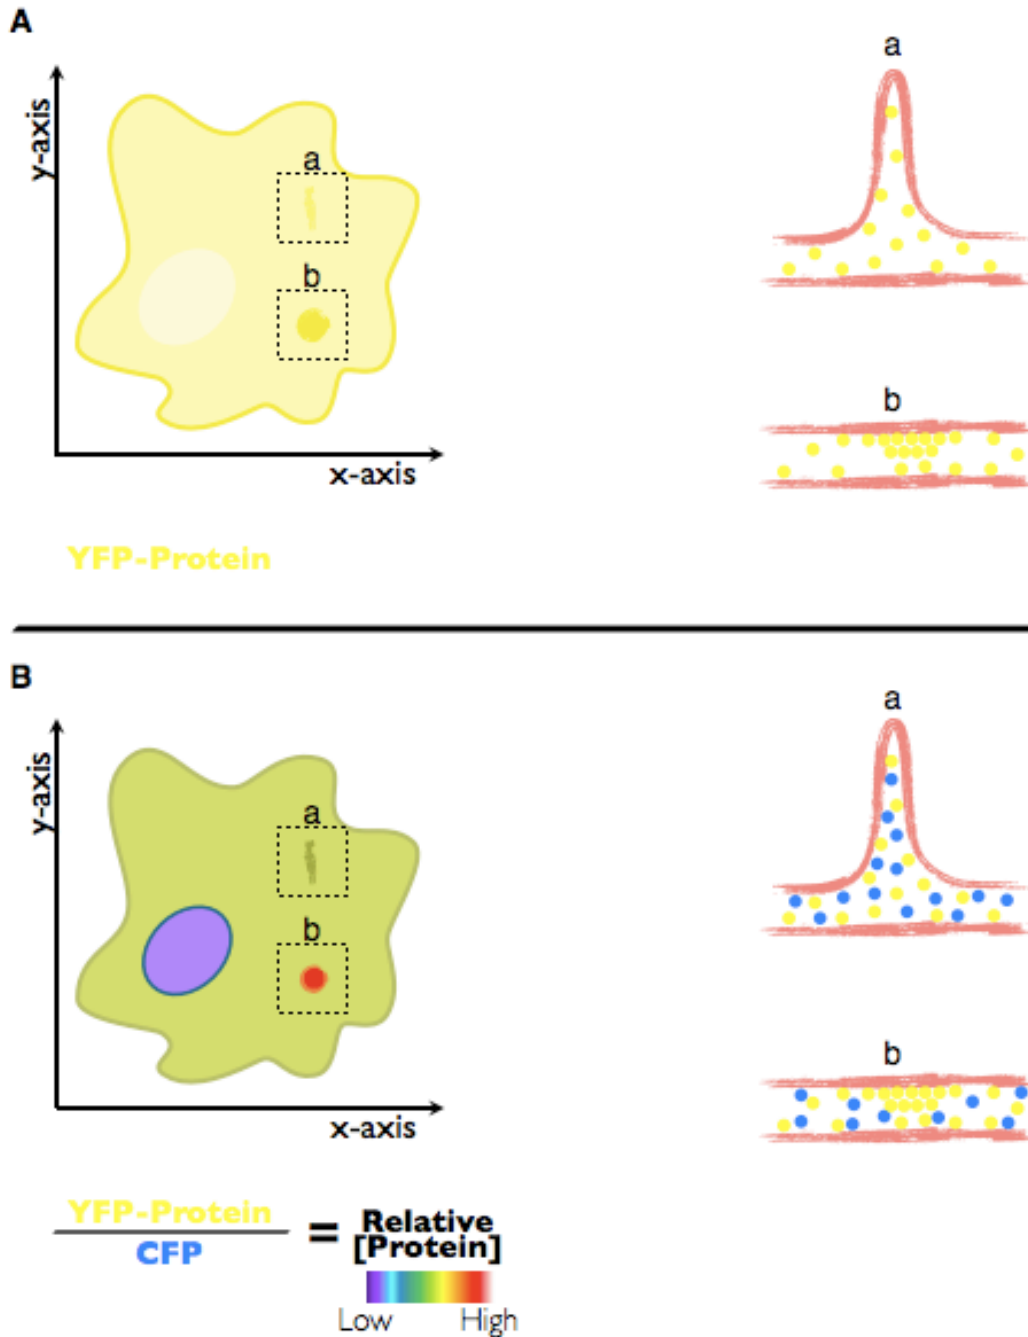 A
a
y-axis
a
b
b
x-axis
YFP-Protein
B
a
y-axis
a
b
b
x-axis
YFP-Protein
CFP
=
Relative
[Protein]
Low High